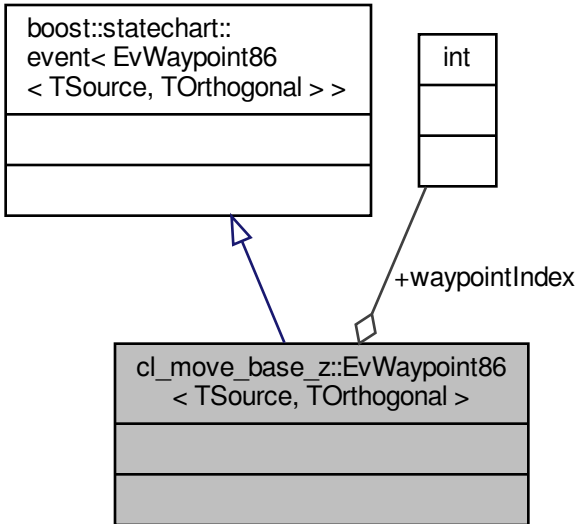 boost::statechart::
event< EvWaypoint86
< TSource, TOrthogonal > >
int
+waypointIndex
cl_move_base_z::EvWaypoint86
< TSource, TOrthogonal >